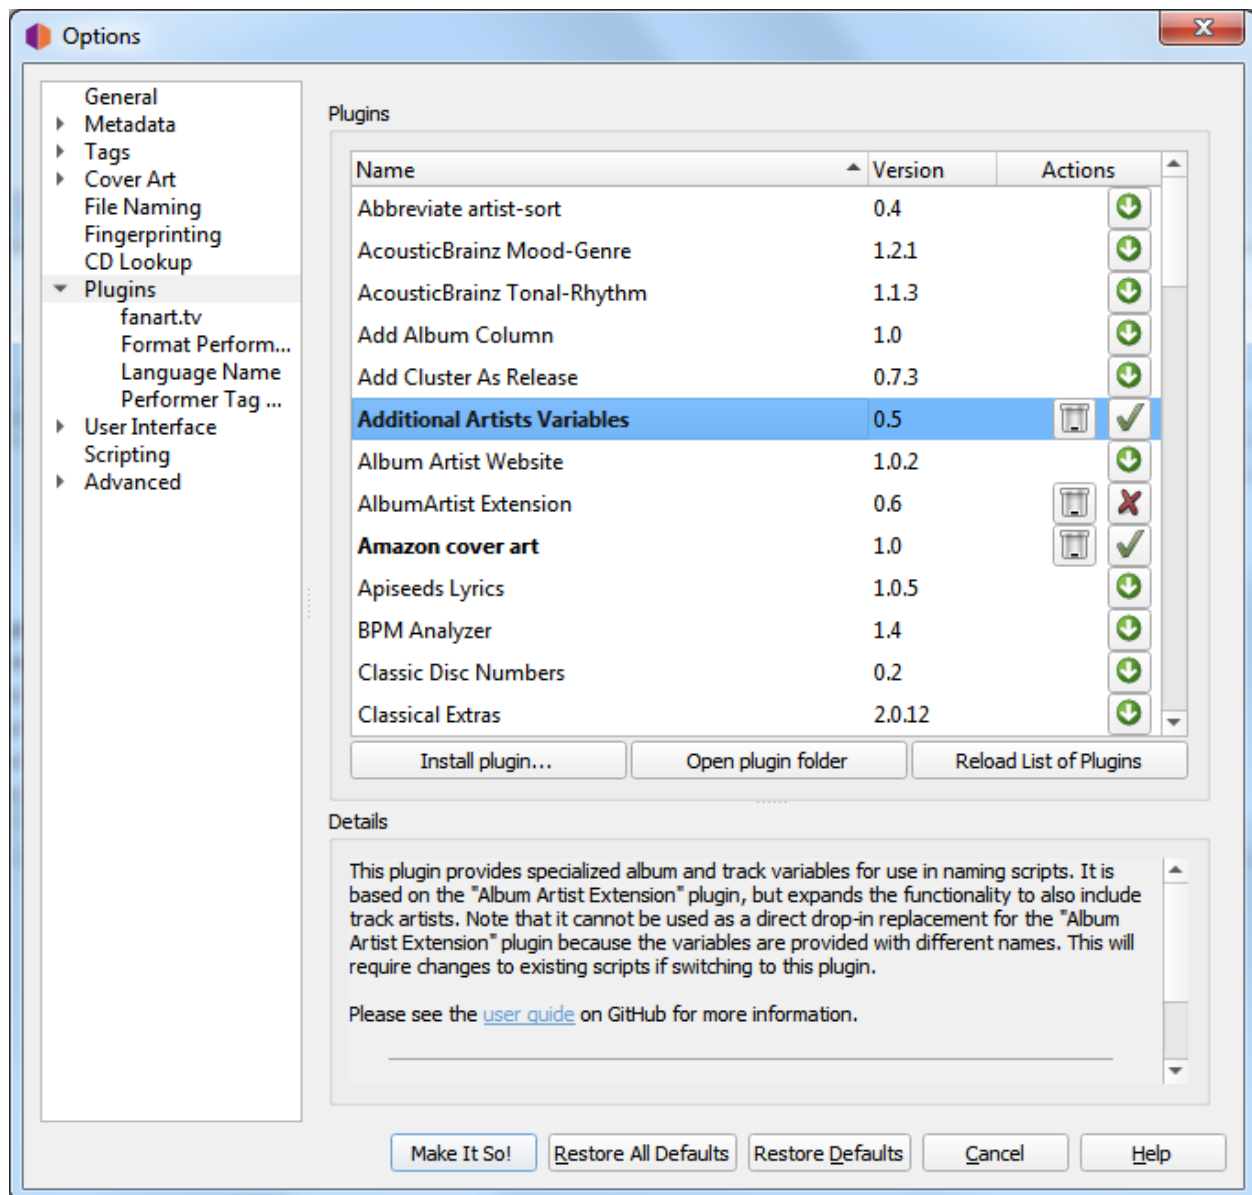 Options
General
Metadata
Tags
Cover Art
File Naming
Fingerprinting
CD Lookup
Plugins
fanart.tv
Format Perform...
Language Name
Performer Tag ...
User Interface
Scripting
Advanced
Plugins
Name Version Actions
Abbreviate artist-sort 0.4
AcousticBrainz Mood-Genre 1.2.1
AcousticBrainz Tonal-Rhythm 1.1.3
Add Album Column 1.0
Add Cluster As Release 0.7.3
Additional Artists Variables 0.5
Album Artist Website 1.0.2
AlbumArtist Extension 0.6
Amazon cover art 1.0
Apiseeds Lyrics 1.0.5
BPM Analyzer 1.4
Classic Disc Numbers 0.2
Classical Extras 2.0.12
Install plugin... Open plugin folder Reload List of Plugins
Details
This plugin provides specialized album and track variables for use in naming scripts. It is
based on the "Album Artist Extension" plugin, but expands the functionality to also include
track artists. Note that it cannot be used as a direct drop-in replacement for the "Album
Artist Extension" plugin because the variables are provided with different names. This will
require changes to existing scripts if switching to this plugin.
Please see the user guide on GitHub for more information.
Make It So! Restore All Defaults Restore Defaults Cancel Help